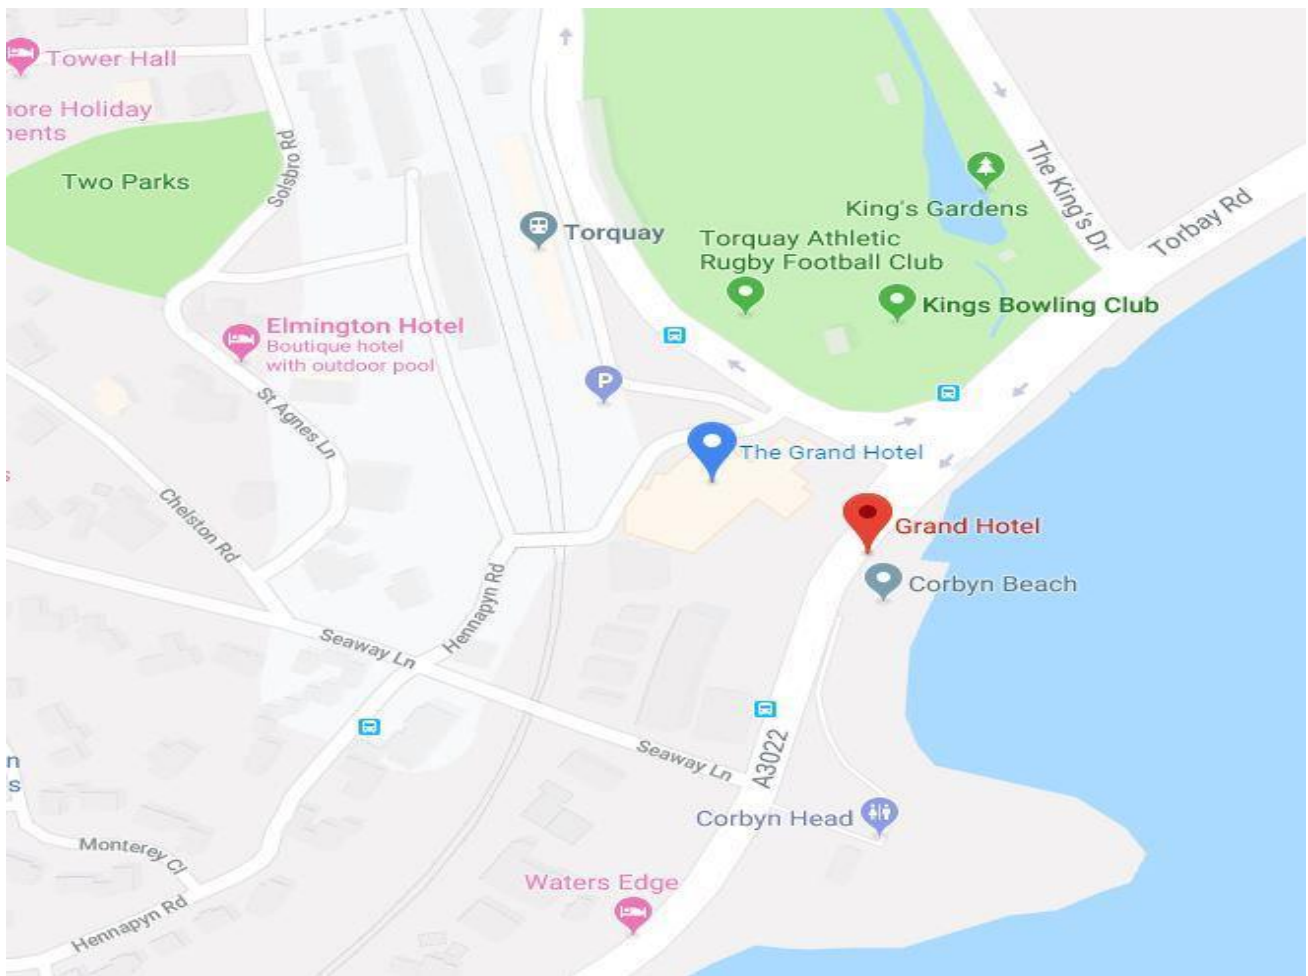 Tower Hall
nore Holiday
nents
Two Parks
Solsbro Rd
Torquay
King's Gardens
The King's Dr
Torbay Rd
Torquay Athletic
Rugby Football Club
Kings Bowling Club
Elmington Hotel
Boutique hotel
with outdoor pool
P
St Agnes Ln
The Grand Hotel
Chelston Rd
Grand Hotel
Corbyn Beach
Hennapyn Rd
Seaway Ln
Seaway Ln
A3022
n
s
Corbyn Head
Monterey Cl
Waters Edge
Hennapyn Rd